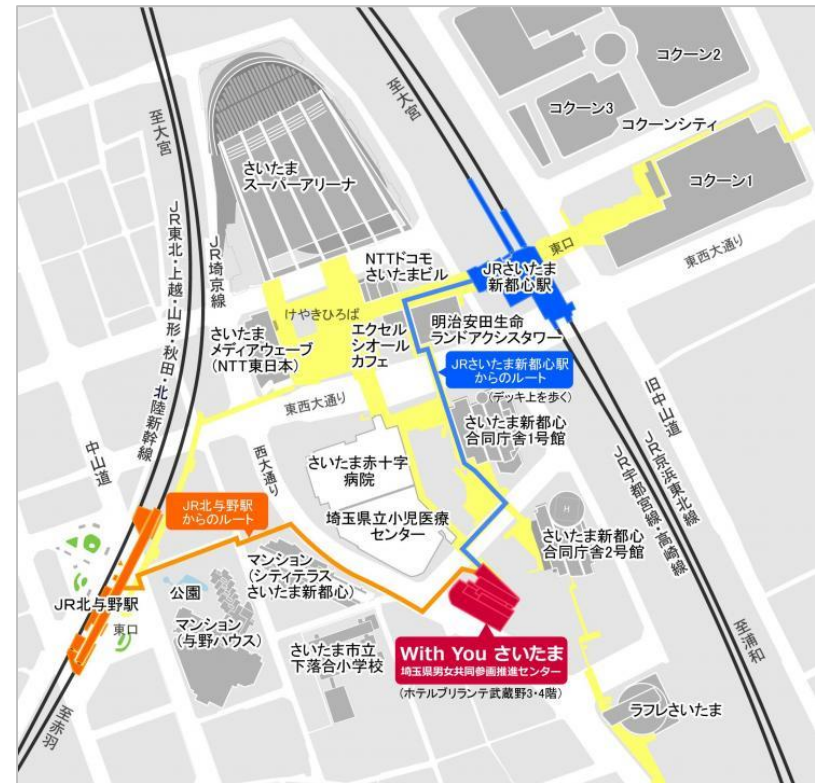 コクーン2
コクーン3
コクーンシティ
コクーン1
至大宮
至大宮
さいたま
スーパーアリーナ
JR東北・上越・山形・秋田・北陸新幹線
JR埼京線
NTTドコモ
さいたまビル
JRさいたま
新都心駅
東口
東西大通り
けやきひろば
さいたま
メディアウェーブ
(NTT東日本)
エクセル
シオール
カフェ
明治安田生命
ランドアクシスタワー
JRさいたま新都心駅
からのルート
(デッキ上を歩く)
東西大通り
旧中山道
JR京浜東北線
JR宇都宮線・高崎線
中山道
西大通り
さいたま新都心
合同庁舎1号館
さいたま赤十字
病院
JR北与野駅
からのルート
埼玉県立小児医療
センター
H
さいたま新都心
合同庁舎2号館
マンション
(シティテラス
さいたま新都心)
公園
JR北与野駅
東口
マンション
(与野ハウス)
さいたま市立
下落合小学校
With You さいたま
埼玉県男女共同参画推進センター
(ホテルブリランテ武蔵野3・4階)
至浦和
ラフレさいたま
至赤羽